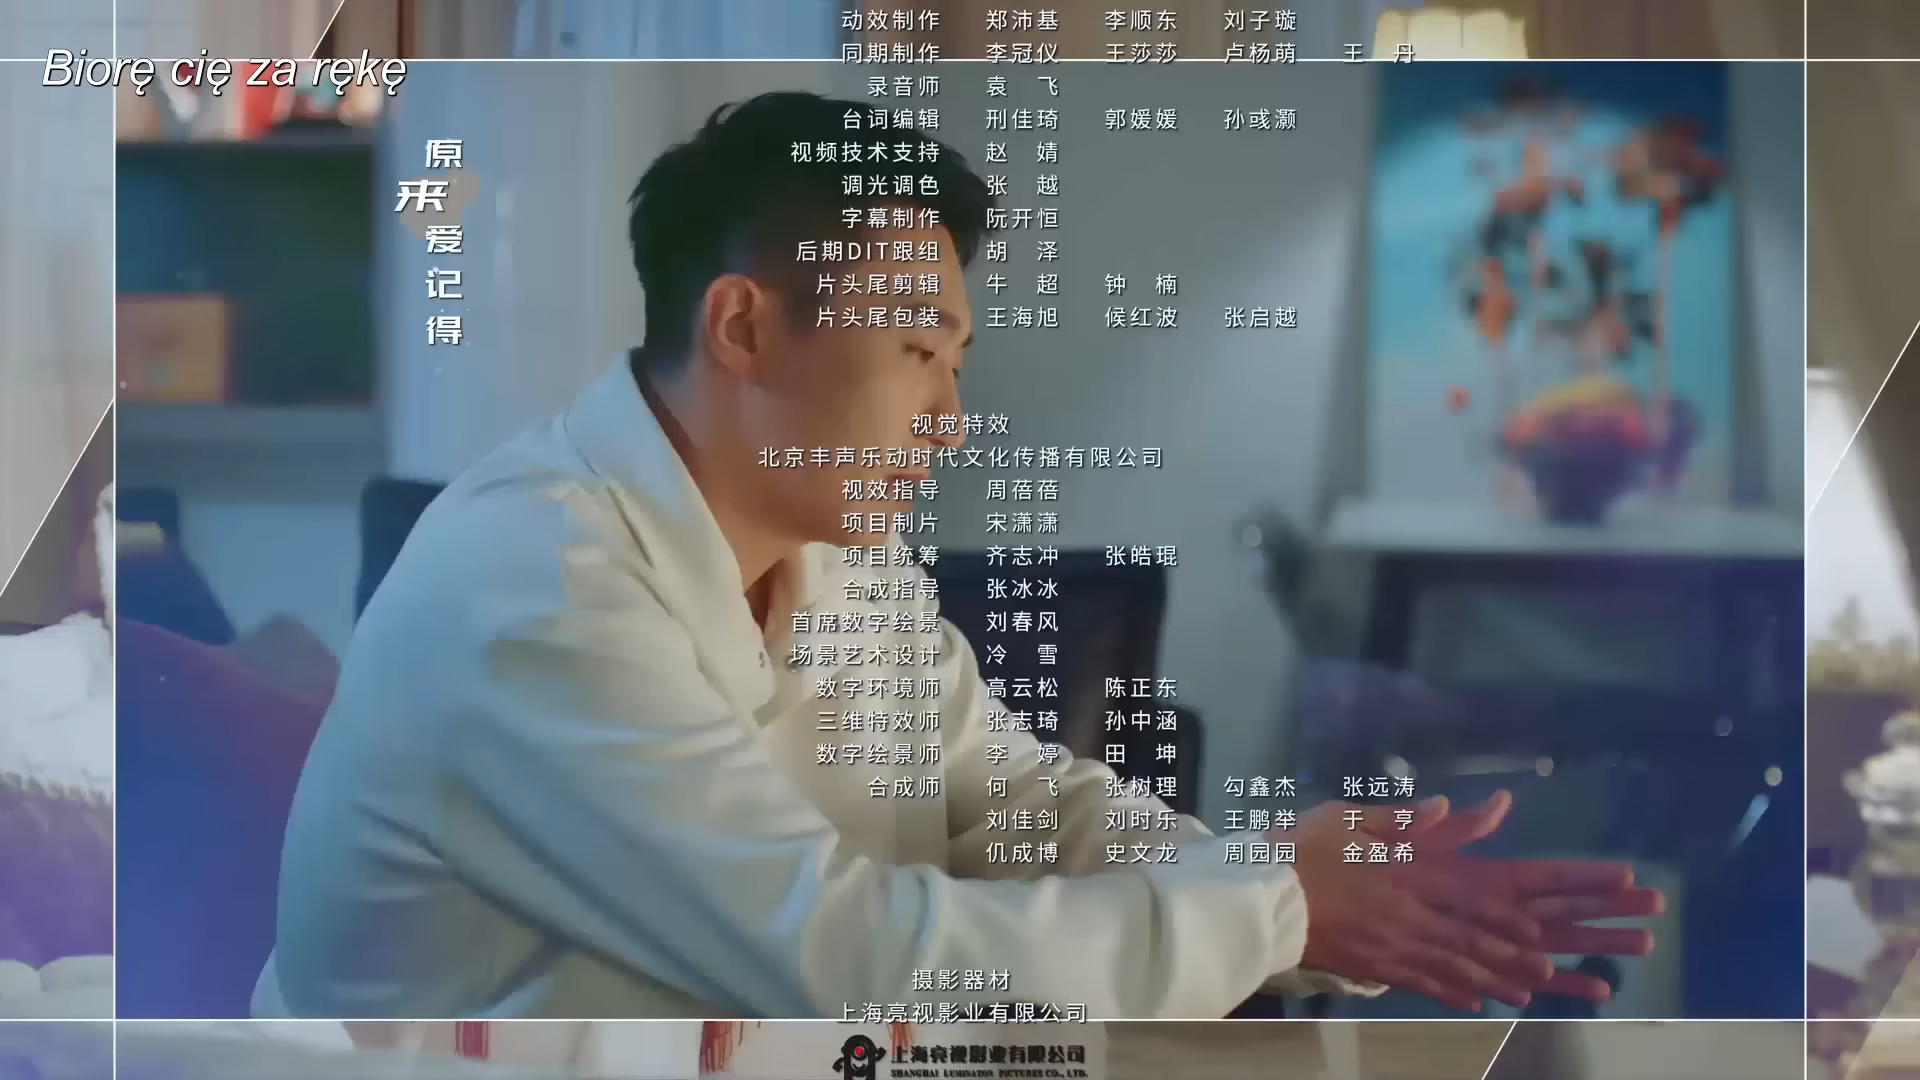 动效制作 郑沛基 李顺东 刘子璇
同期制作 李冠仪 王莎莎 卢杨萌 王 丹
Biorę cię za rękę
录音师 袁 飞
台词编辑 刑佳琦 郭媛媛 孙彧灏
视频技术支持 赵 婧
调光调色 张 越
字幕制作 阮开恒
后期DIT跟组 胡 泽
片头尾剪辑 牛 超 钟 楠
片头尾包装 王海旭 候红波 张启越
原来爱记得
视觉特效
北京丰声乐动时代文化传播有限公司
视效指导 周蓓蓓
项目制片 宋潇潇
项目统筹 齐志冲 张皓琨
合成指导 张冰冰
首席数字绘景 刘春风
场景艺术设计 冷 雪
数字环境师 高云松 陈正东
三维特效师 张志琦 孙中涵
数字绘景师 李 婷 田 坤
合成师 何 飞 张树理 勾鑫杰 张远涛
刘佳剑 刘时乐 王鹏举 于 亨
仉成博 史文龙 周园园 金盈希
摄影器材
上海亮视影业有限公司
上海亮视影业有限公司
SHANGHAI LUMINATON PICTURES CO., LTD.